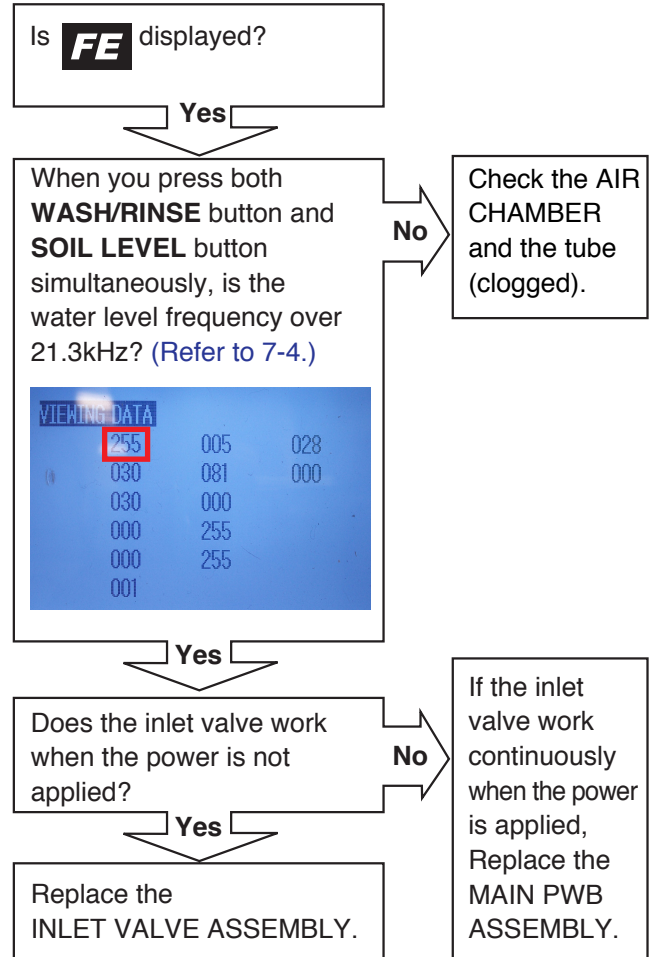 Is FE displayed?
Yes
When you press both
WASH/RINSE button and
SOIL LEVEL button
simultaneously, is the
water level frequency over
21.3kHz? (Refer to 7-4.)
No
Check the AIR
CHAMBER
and the tube
(clogged).
VIEWING DATA
255 005 028
030 081 000
030 000
000 255
000 255
001
Yes
Does the inlet valve work
when the power is not
applied?
No
If the inlet
valve work
continuously
when the power
is applied,
Replace the
MAIN PWB
ASSEMBLY.
Yes
Replace the
INLET VALVE ASSEMBLY.